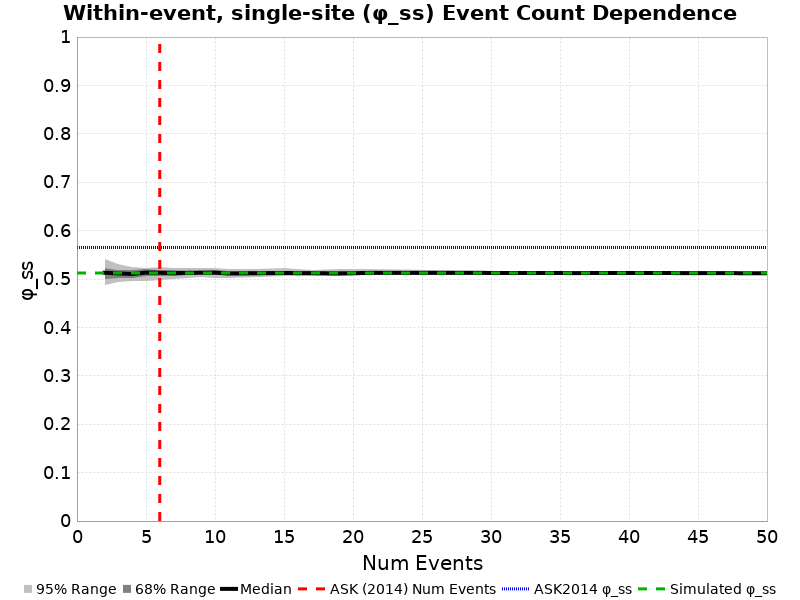 Within-event, single-site (φ_ss) Event Count Dependence
1
0.9
0.8
0.7
0.6
0.5
0.4
0.3
0.2
0.1
0
φ_ss
0 5 10 15 20 25 30 35 40 45 50
Num Events
95% Range 68% Range Median ASK (2014) Num Events ASK2014 φ_ss Simulated φ_ss